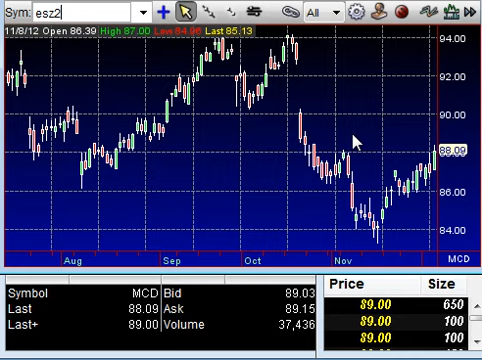 Sym: esz2 All
11/8/12 Open 86.39 High 87.00 Low 84.96 Last 85.13
94.00
92.00
90.00
88.09
86.00
84.00
Aug Sep Oct Nov MCD
Symbol MCD Bid 89.03
Last 88.09 Ask 89.15
Last+ 89.00 Volume 37,436
Price Size
89.00 650
89.00 100
89.00 100